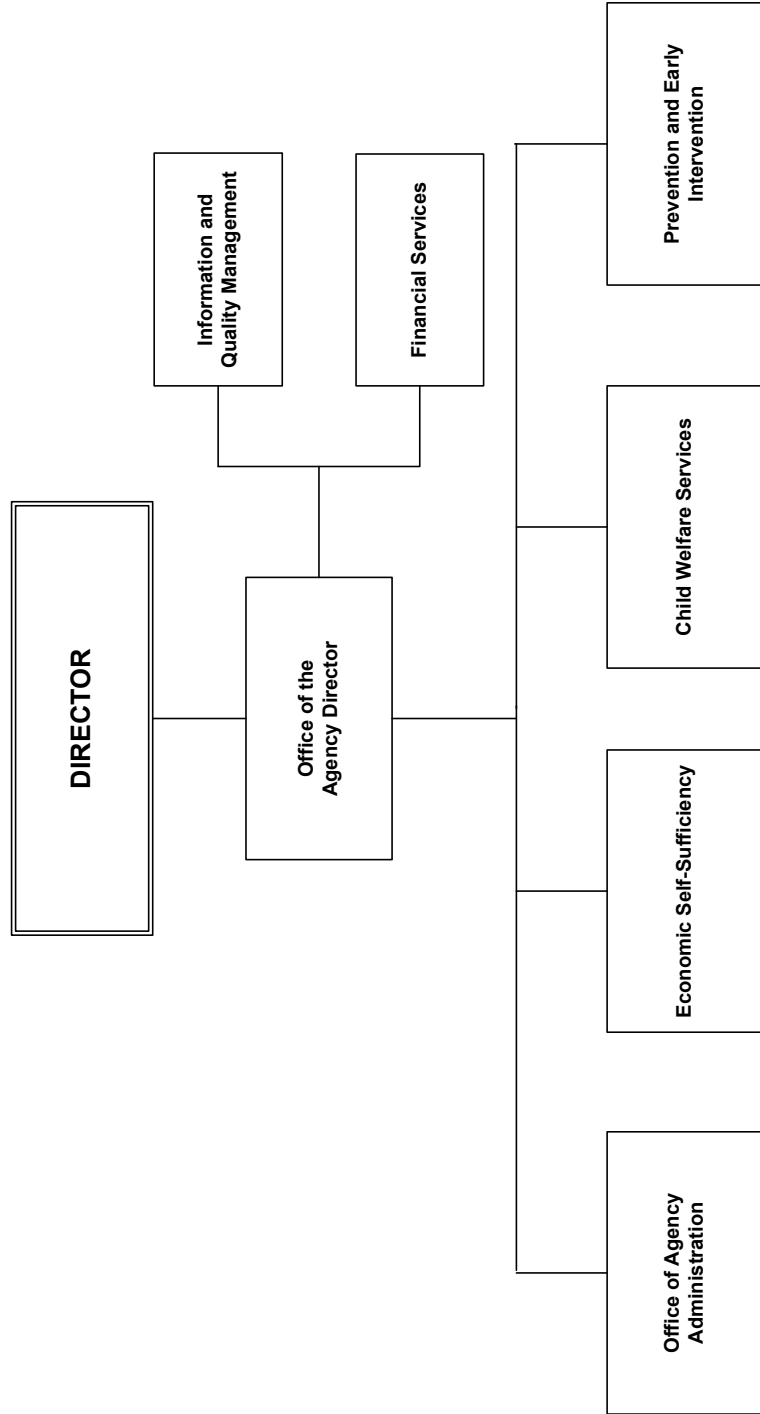 DIRECTOR
Office of the
Agency Director
Information and
Quality Management
Financial Services
Office of Agency
Administration
Economic Self-Sufficiency
Child Welfare Services
Prevention and Early
Intervention